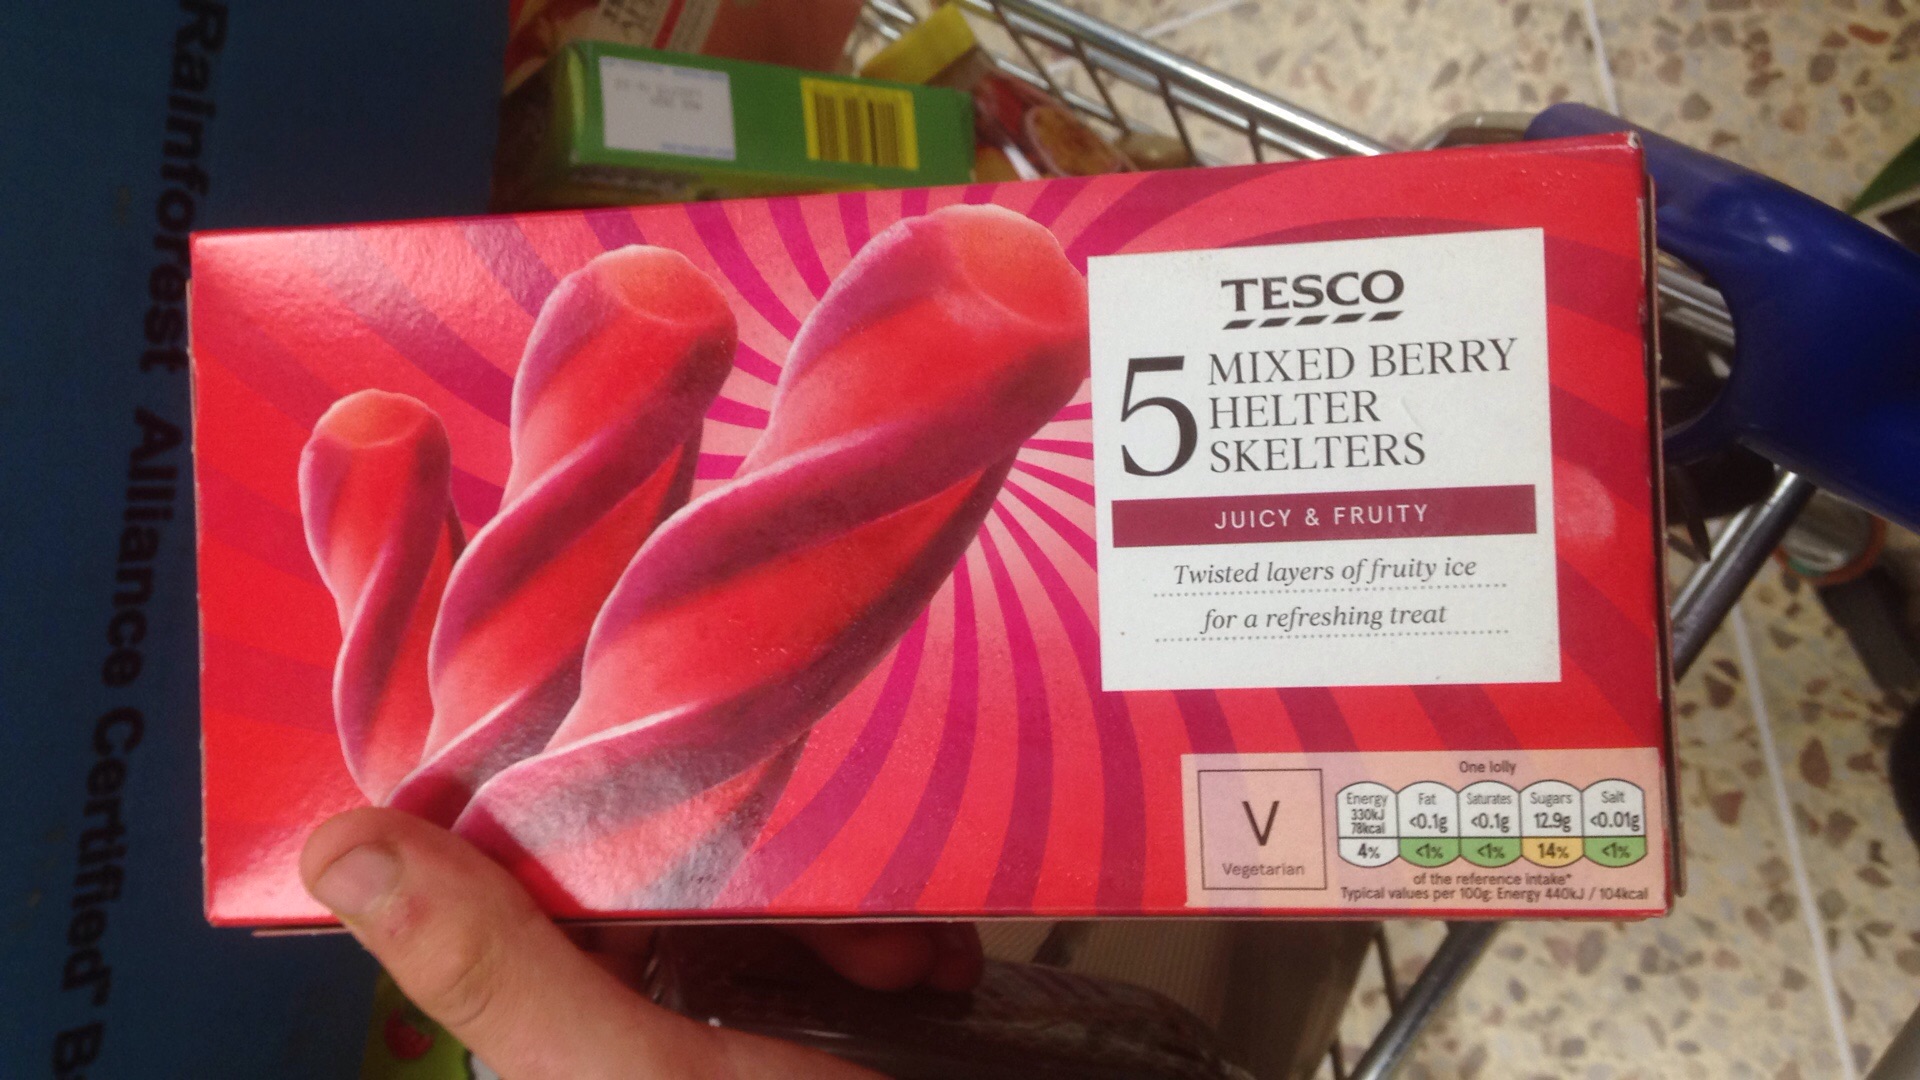 Rainforest Alliance Certified
TESCO
5 MIXED BERRY
HELTER
SKELTERS
JUICY & FRUITY
Twisted layers of fruity ice
for a refreshing treat
V
Vegetarian
One lolly
Energy 330kJ 78kcal 4%
Fat <0.1g <1%
Saturates <0.1g <1%
Sugars 12.9g 14%
Salt <0.01g <1%
of the reference intake*
Typical values per 100g: Energy 440kJ / 104kcal